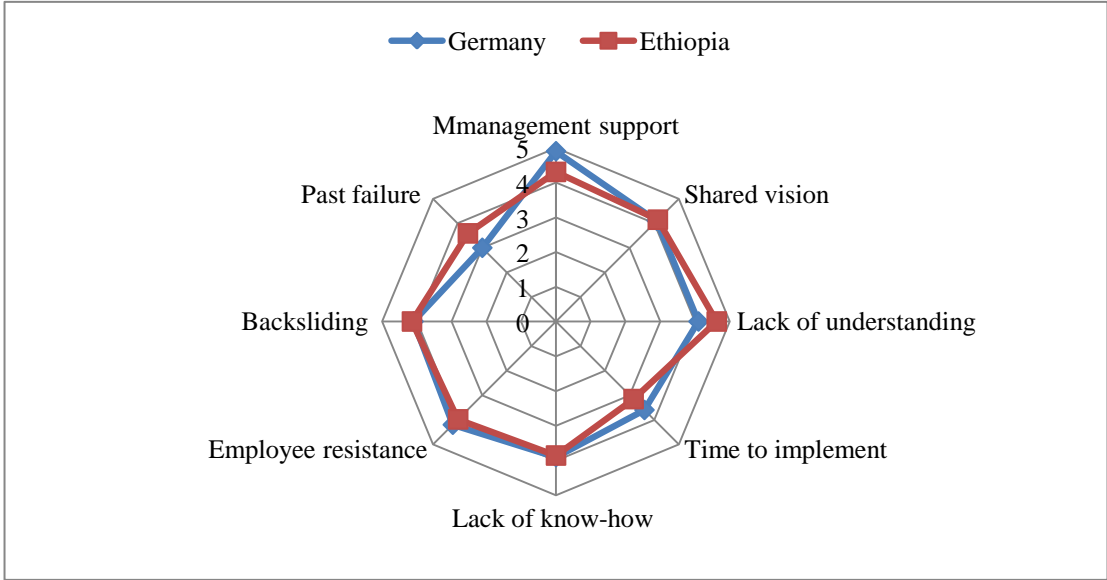 Germany Ethiopia
Mmanagement support
5
Past failure
Shared vision
4
3
2
1
Backsliding
0
Lack of understanding
Employee resistance
Time to implement
Lack of know-how